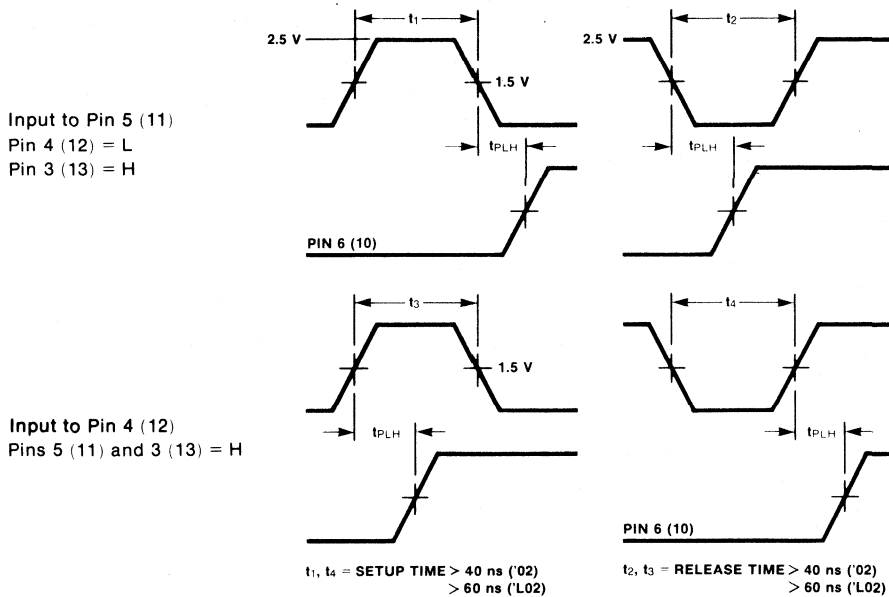 t₁
t₂
2.5 V
2.5 V
1.5 V
Input to Pin 5 (11)
Pin 4 (12) = L
Pin 3 (13) = H
tPLH
tPLH
PIN 6 (10)
t₃
t₄
1.5 V
Input to Pin 4 (12)
Pins 5 (11) and 3 (13) = H
tPLH
tPLH
PIN 6 (10)
t₁, t₄ = SETUP TIME > 40 ns ('02)
> 60 ns ('L02)
t₂, t₃ = RELEASE TIME > 40 ns ('02)
> 60 ns ('L02)